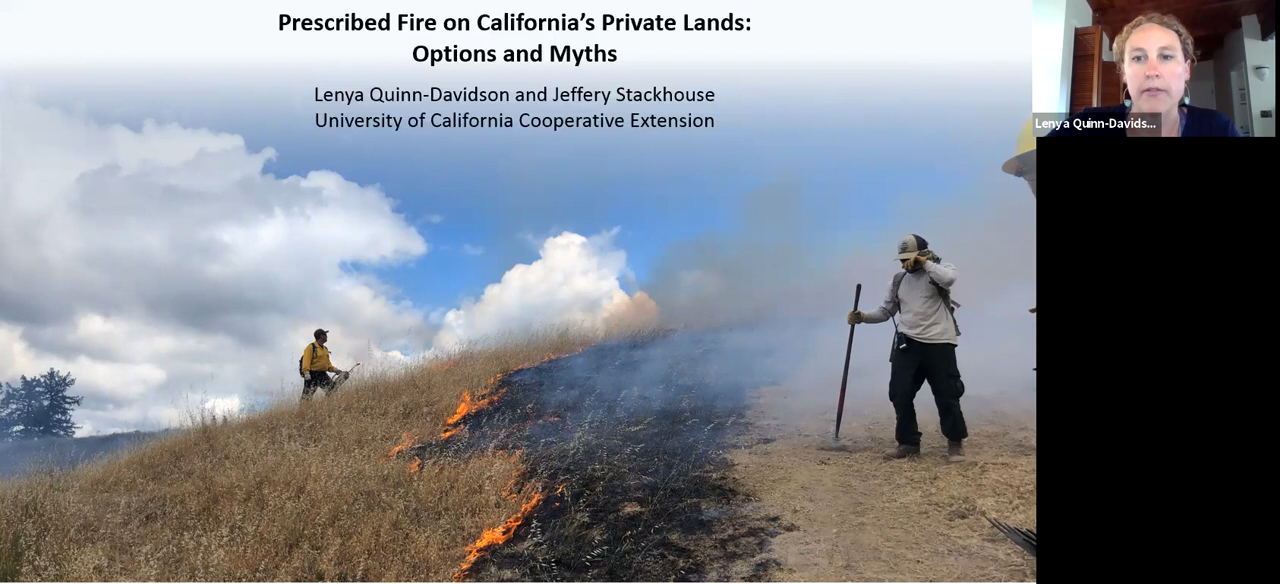 Prescribed Fire on California's Private Lands:
Options and Myths
Lenya Quinn-Davidson and Jeffery Stackhouse
University of California Cooperative Extension
Lenya Quinn-Davids...